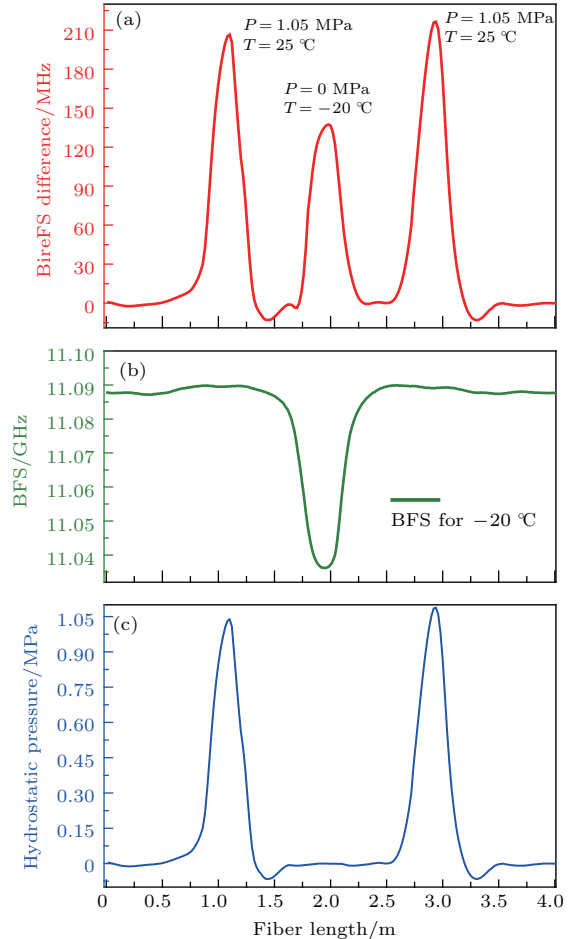 (a)
P = 1.05 MPa
T = 25 ℃
P = 1.05 MPa
T = 25 ℃
P = 0 MPa
T = −20 ℃
210
180
150
120
90
60
30
0
BireFS difference/MHz
(b)
11.10
11.09
11.08
11.07
11.06
11.05
11.04
BFS/GHz
BFS for −20 ℃
(c)
1.05
0.90
0.75
0.60
0.45
0.30
0.15
0
Hydrostatic pressure/MPa
0 0.5 1.0 1.5 2.0 2.5 3.0 3.5 4.0
Fiber length/m